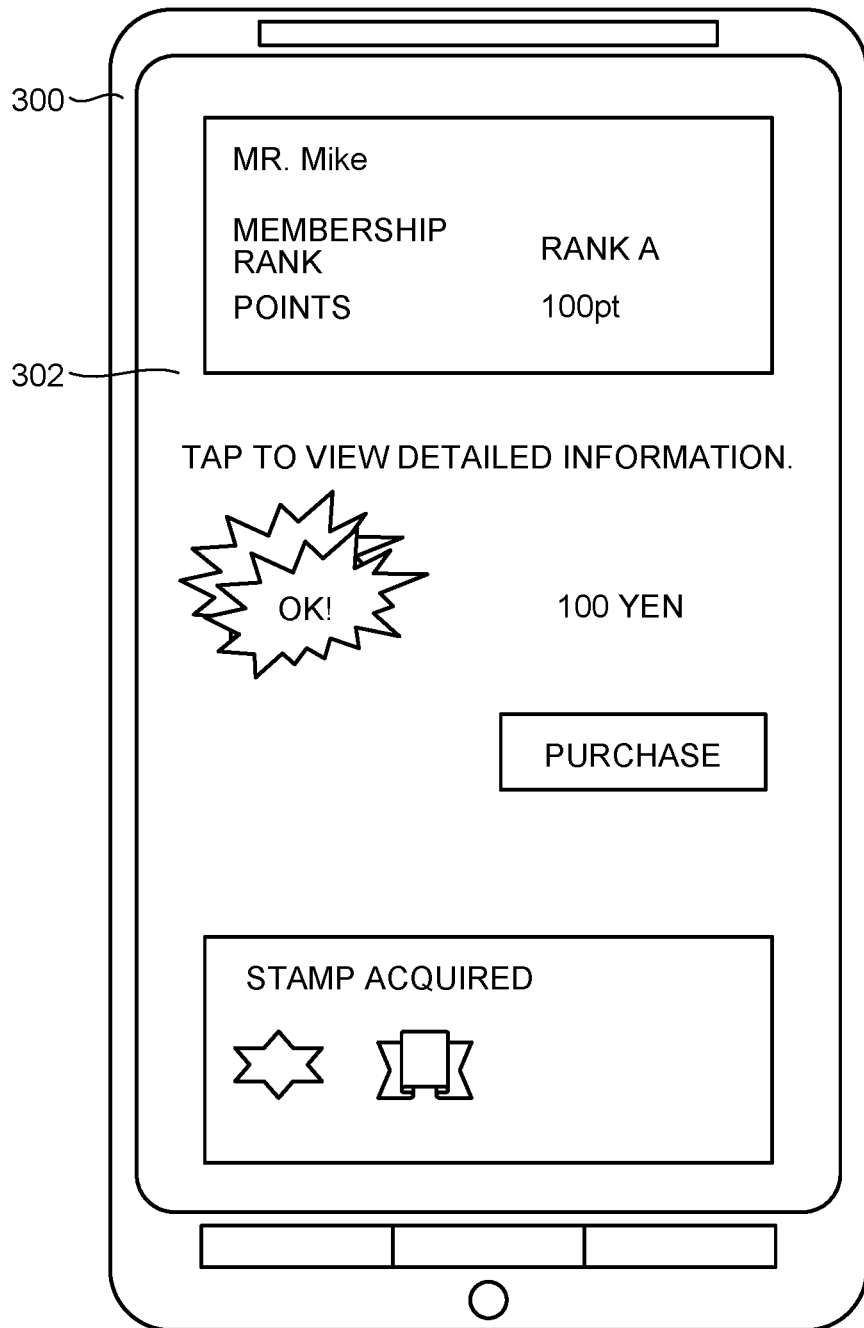 300
MR. Mike
MEMBERSHIP
RANK
RANK A
POINTS
100pt
302
TAP TO VIEW DETAILED INFORMATION.
OK!
100 YEN
PURCHASE
STAMP ACQUIRED